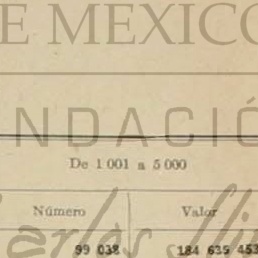 E MEXICO
NDACIÓ
De 1 001 a 5 000
Número Valor
99 038 184 635 453